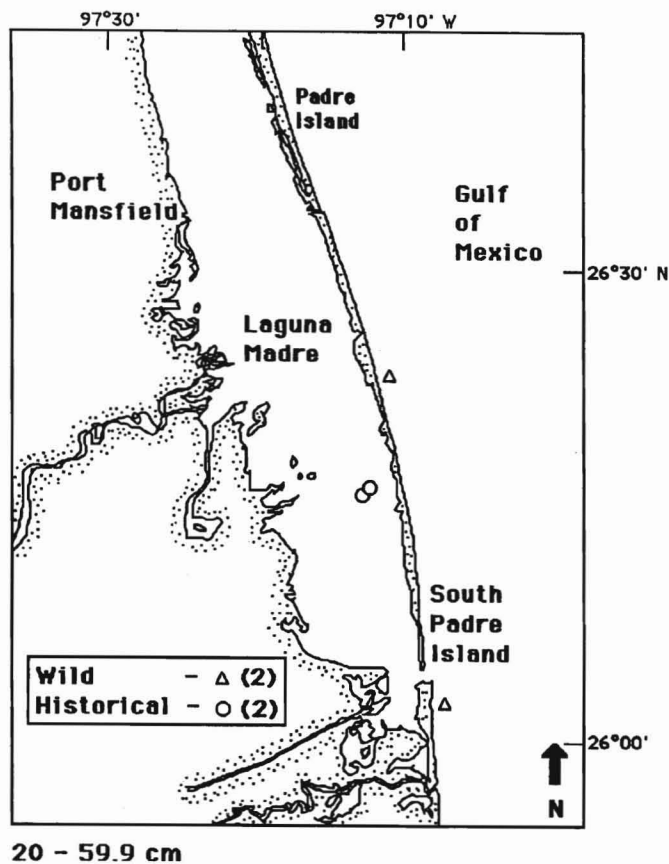 97°30'
97°10' W
Padre
Island
Port
Mansfield
Gulf
of
Mexico
26°30' N
Laguna
Madre
South
Padre
Island
Wild - △ (2)
Historical - ○ (2)
26°00'
N
20 - 59.9 cm